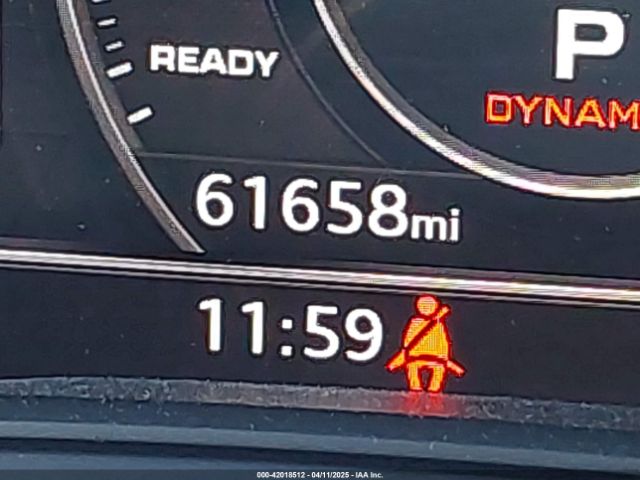 READY
P
DYNAM
61658mi
11:59
000-42018512 - 04/11/2025 - IAA Inc.